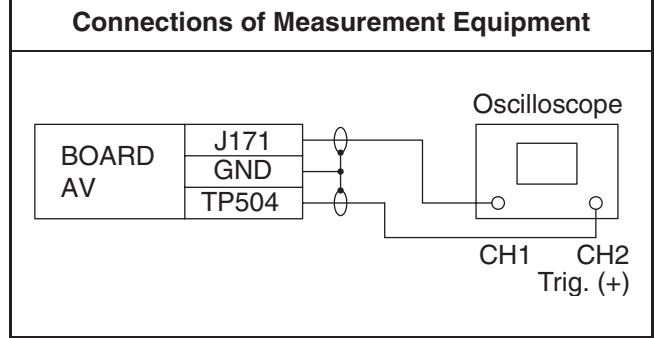 Connections of Measurement Equipment
Oscilloscope
BOARD
AV
J171
GND
TP504
CH1
CH2
Trig. (+)